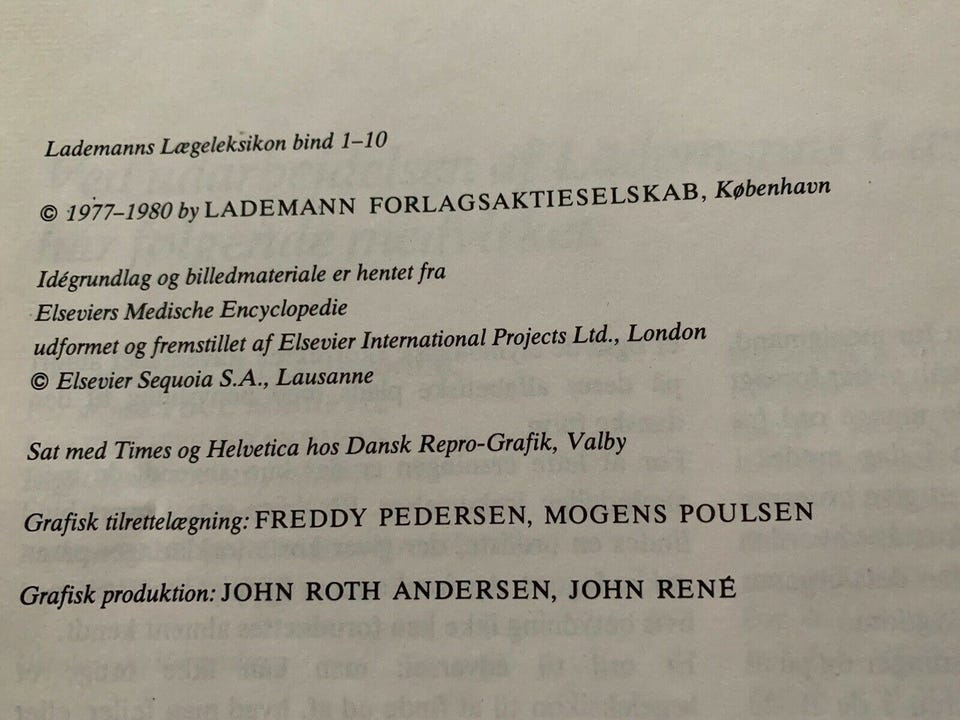 Lademanns Lægeleksikon bind 1–10
© 1977–1980 by LADEMANN FORLAGSAKTIESELSKAB, København
Idégrundlag og billedmateriale er hentet fra
Elseviers Medische Encyclopedie
udformet og fremstillet af Elsevier International Projects Ltd., London
© Elsevier Sequoia S.A., Lausanne
Sat med Times og Helvetica hos Dansk Repro-Grafik, Valby
Grafisk tilrettelægning: FREDDY PEDERSEN, MOGENS POULSEN
Grafisk produktion: JOHN ROTH ANDERSEN, JOHN RENÉ